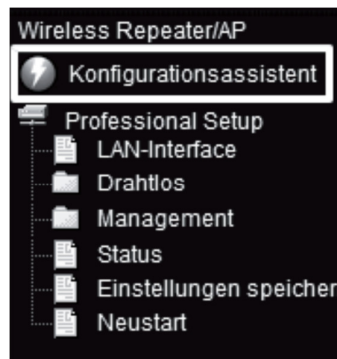 Wireless Repeater/AP
Konfigurationsassistent
Professional Setup
LAN-Interface
Drahtlos
Management
Status
Einstellungen speicher
Neustart